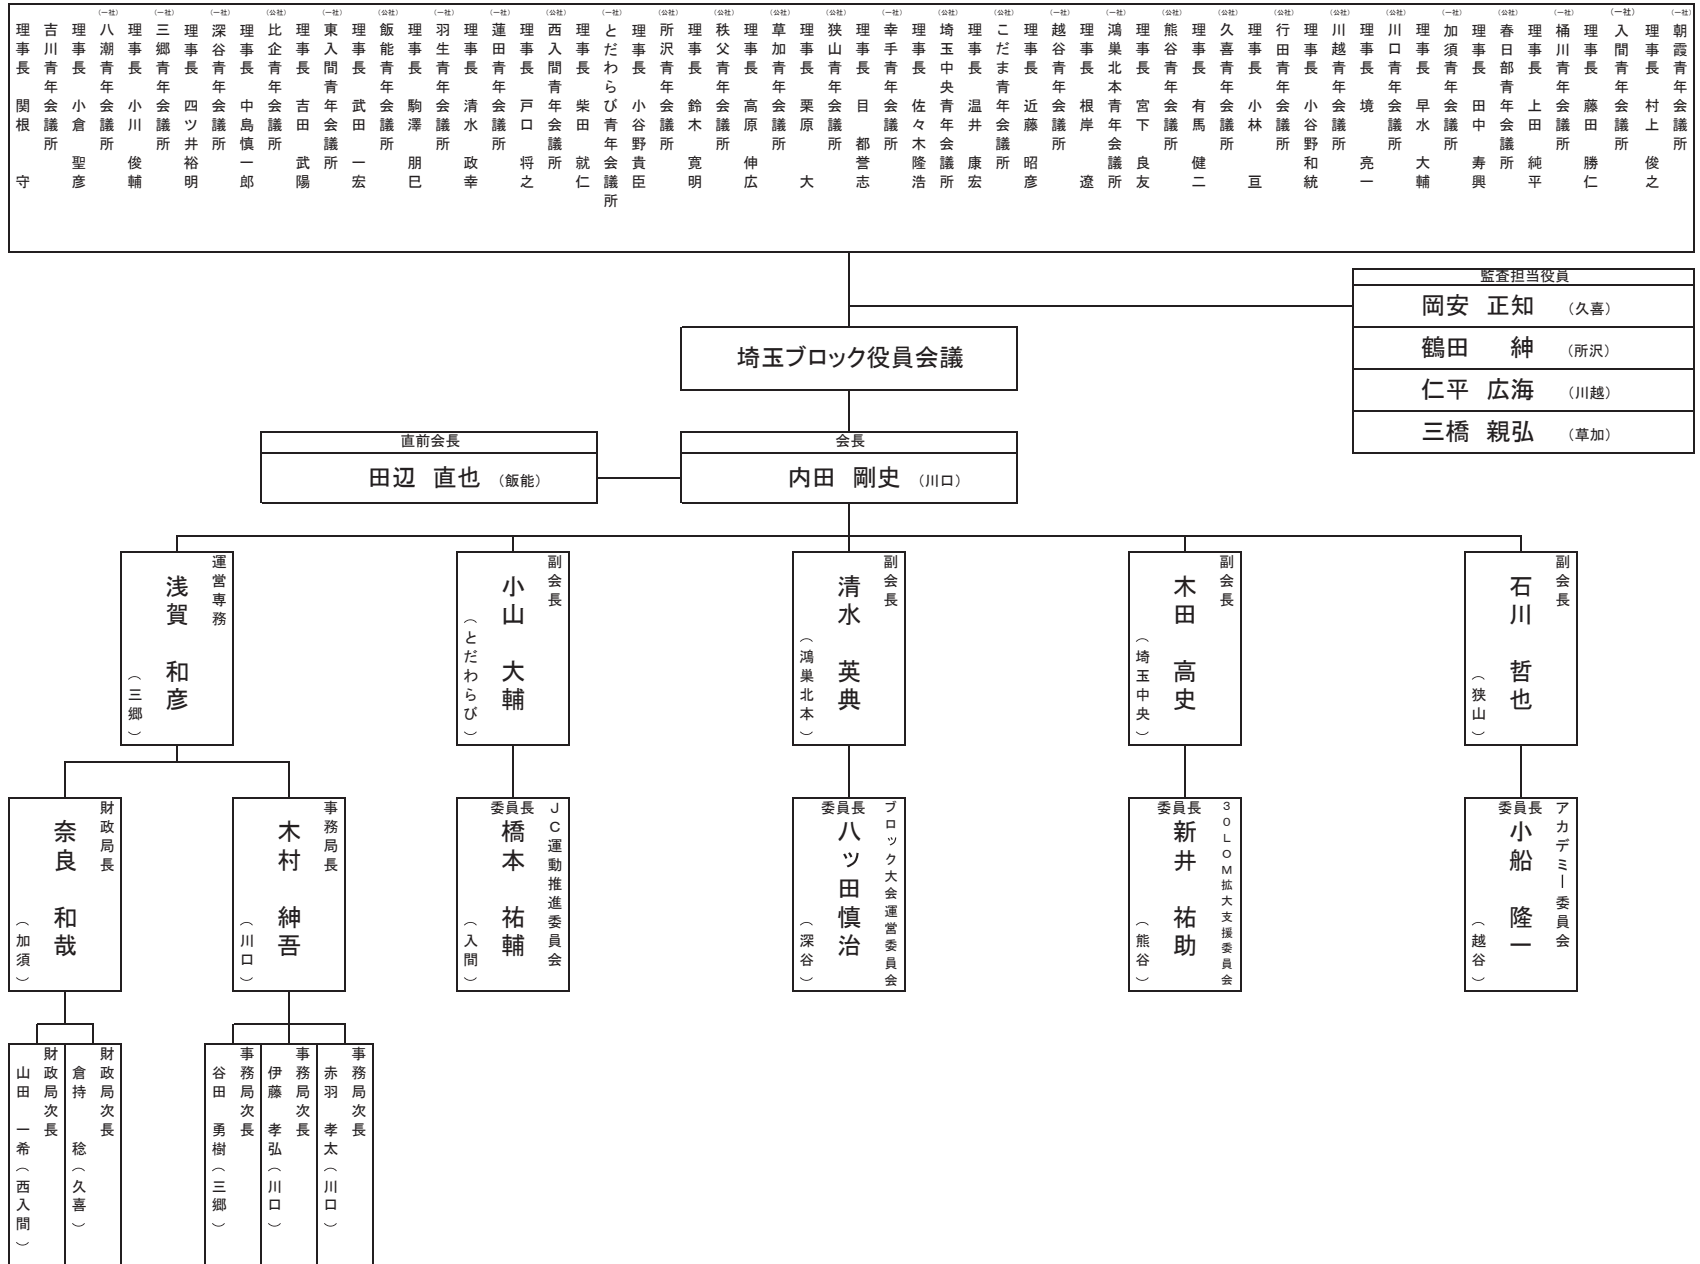 （一社）朝霞青年会議所
理事長 村上 俊之
（一社）入間青年会議所
理事長 藤田 勝仁
（一社）桶川青年会議所
理事長 上田 純平
（公社）春日部青年会議所
理事長 田中 寿興
（一社）加須青年会議所
理事長 早水 大輔
（公社）川口青年会議所
理事長 境 亮一
（一社）川越青年会議所
理事長 小谷野和統
（公社）行田青年会議所
理事長 小林 亘
（公社）久喜青年会議所
理事長 有馬 健二
（公社）熊谷青年会議所
理事長 宮下 良友
（一社）鴻巣北本青年会議所
理事長 根岸 遼
（一社）越谷青年会議所
理事長 近藤 昭彦
（公社）こだま青年会議所
理事長 温井 康宏
（公社）埼玉中央青年会議所
理事長 佐々木隆浩
（一社）幸手青年会議所
理事長 目 都誉志
（公社）狭山青年会議所
理事長 栗原 大
（一社）草加青年会議所
理事長 高原 伸広
（公社）秩父青年会議所
理事長 鈴木 寛明
（公社）所沢青年会議所
理事長 小谷野貴臣
（一社）とだわらび青年会議所
理事長 柴田 就仁
（公社）西入間青年会議所
理事長 戸口 将之
（一社）蓮田青年会議所
理事長 清水 政幸
（一社）羽生青年会議所
理事長 駒澤 朋巳
（公社）飯能青年会議所
理事長 武田 一宏
（一社）東入間青年会議所
理事長 吉田 武陽
（公社）比企青年会議所
理事長 中島慎一郎
（一社）深谷青年会議所
理事長 四ツ井裕明
（一社）三郷青年会議所
理事長 小川 俊輔
（一社）八潮青年会議所
理事長 小倉 聖彦
吉川青年会議所
理事長 関根 守
監査担当役員
岡安 正知 （久喜）
鶴田 紳 （所沢）
仁平 広海 （川越）
三橋 親弘 （草加）
埼玉ブロック役員会議
会長
内田 剛史 （川口）
直前会長
田辺 直也 （飯能）
副会長
石川 哲也
（狭山）
副会長
木田 高史
（埼玉中央）
副会長
清水 英典
（鴻巣北本）
副会長
小山 大輔
（とだわらび）
運営専務
浅賀 和彦
（三郷）
アカデミー委員会
委員長
小船 隆一
（越谷）
３０ＬＯＭ拡大支援委員会
委員長
新井 祐助
（熊谷）
ブロック大会運営委員会
委員長
八ッ田慎治
（深谷）
ＪＣ運動推進委員会
委員長
橋本 祐輔
（入間）
事務局長
木村 紳吾
（川口）
財政局長
奈良 和哉
（加須）
事務局次長
赤羽 孝太（川口）
事務局次長
伊藤 孝弘（川口）
事務局次長
谷田 勇樹（三郷）
財政局次長
倉持 稔（久喜）
財政局次長
山田 一希（西入間）